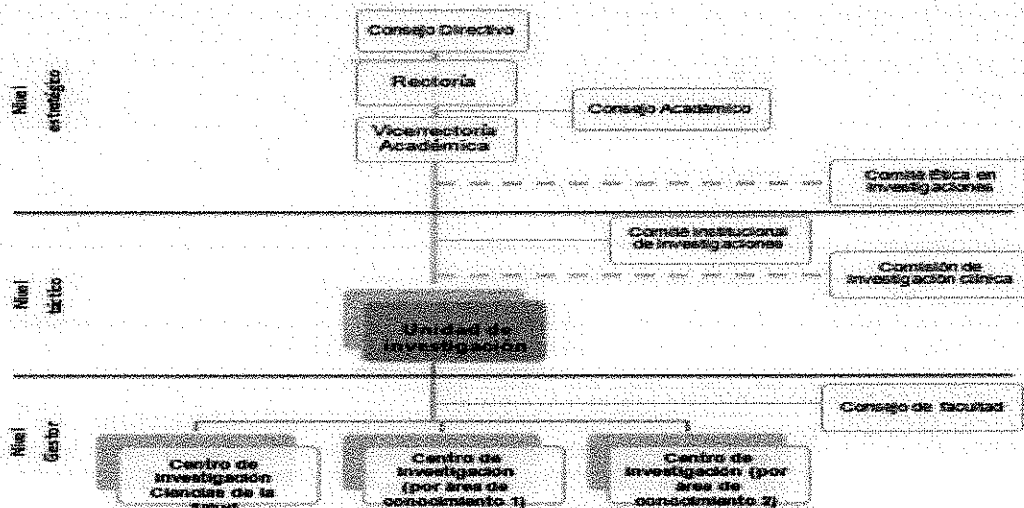 Nivel
estratégico
Consejo Directivo
Rectoría
Consejo Académico
Vicerrectoría
Académica
Comité Ética en
Investigaciones
Comité Institucional
de Investigaciones
Nivel
táctico
Comisión de
Investigación clínica
Unidad de
investigación
Nivel
Gestor
Consejo de facultad
Centro de
Investigación
Ciencias de la
Centro de
Investigación
(por área de
conocimiento 1)
Centro de
Investigación (por
área de
conocimiento 2)